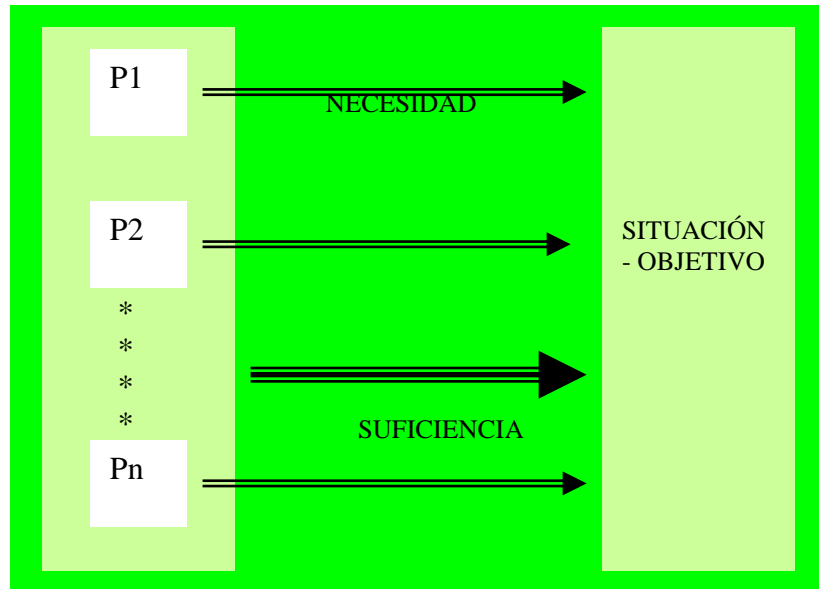 P1
NECESIDAD
P2
SITUACIÓN
- OBJETIVO
*
*
*
*
SUFICIENCIA
Pn